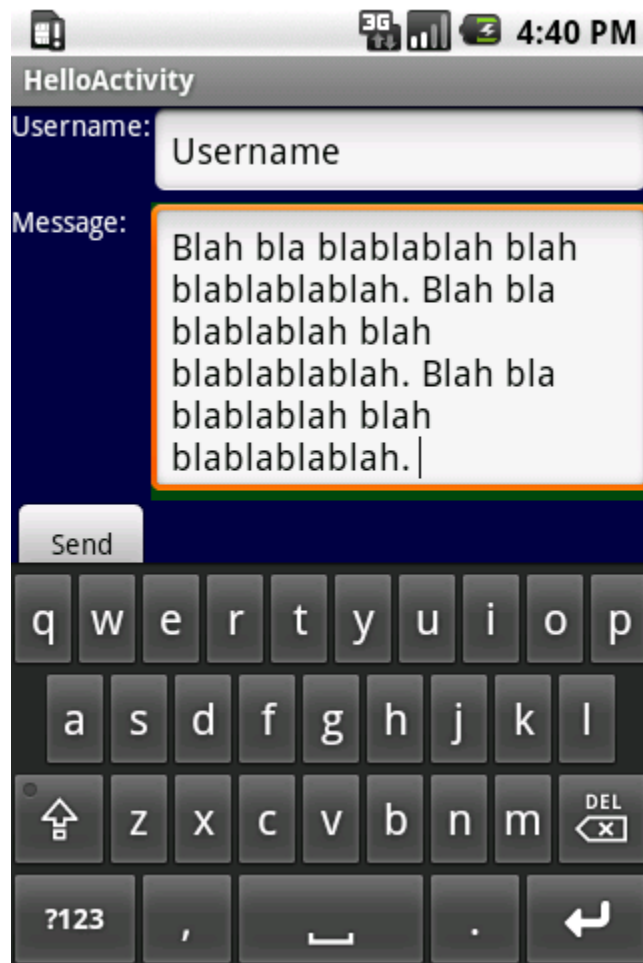 3G 4:40 PM
HelloActivity
Username: Username
Message:
Blah bla blablablah blah
blablablablah. Blah bla
blablablah blah
blablablablah. Blah bla
blablablah blah
blablablablah.
Send
q w e r t y u i o p
a s d f g h j k l
z x c v b n m DEL
?123 , .